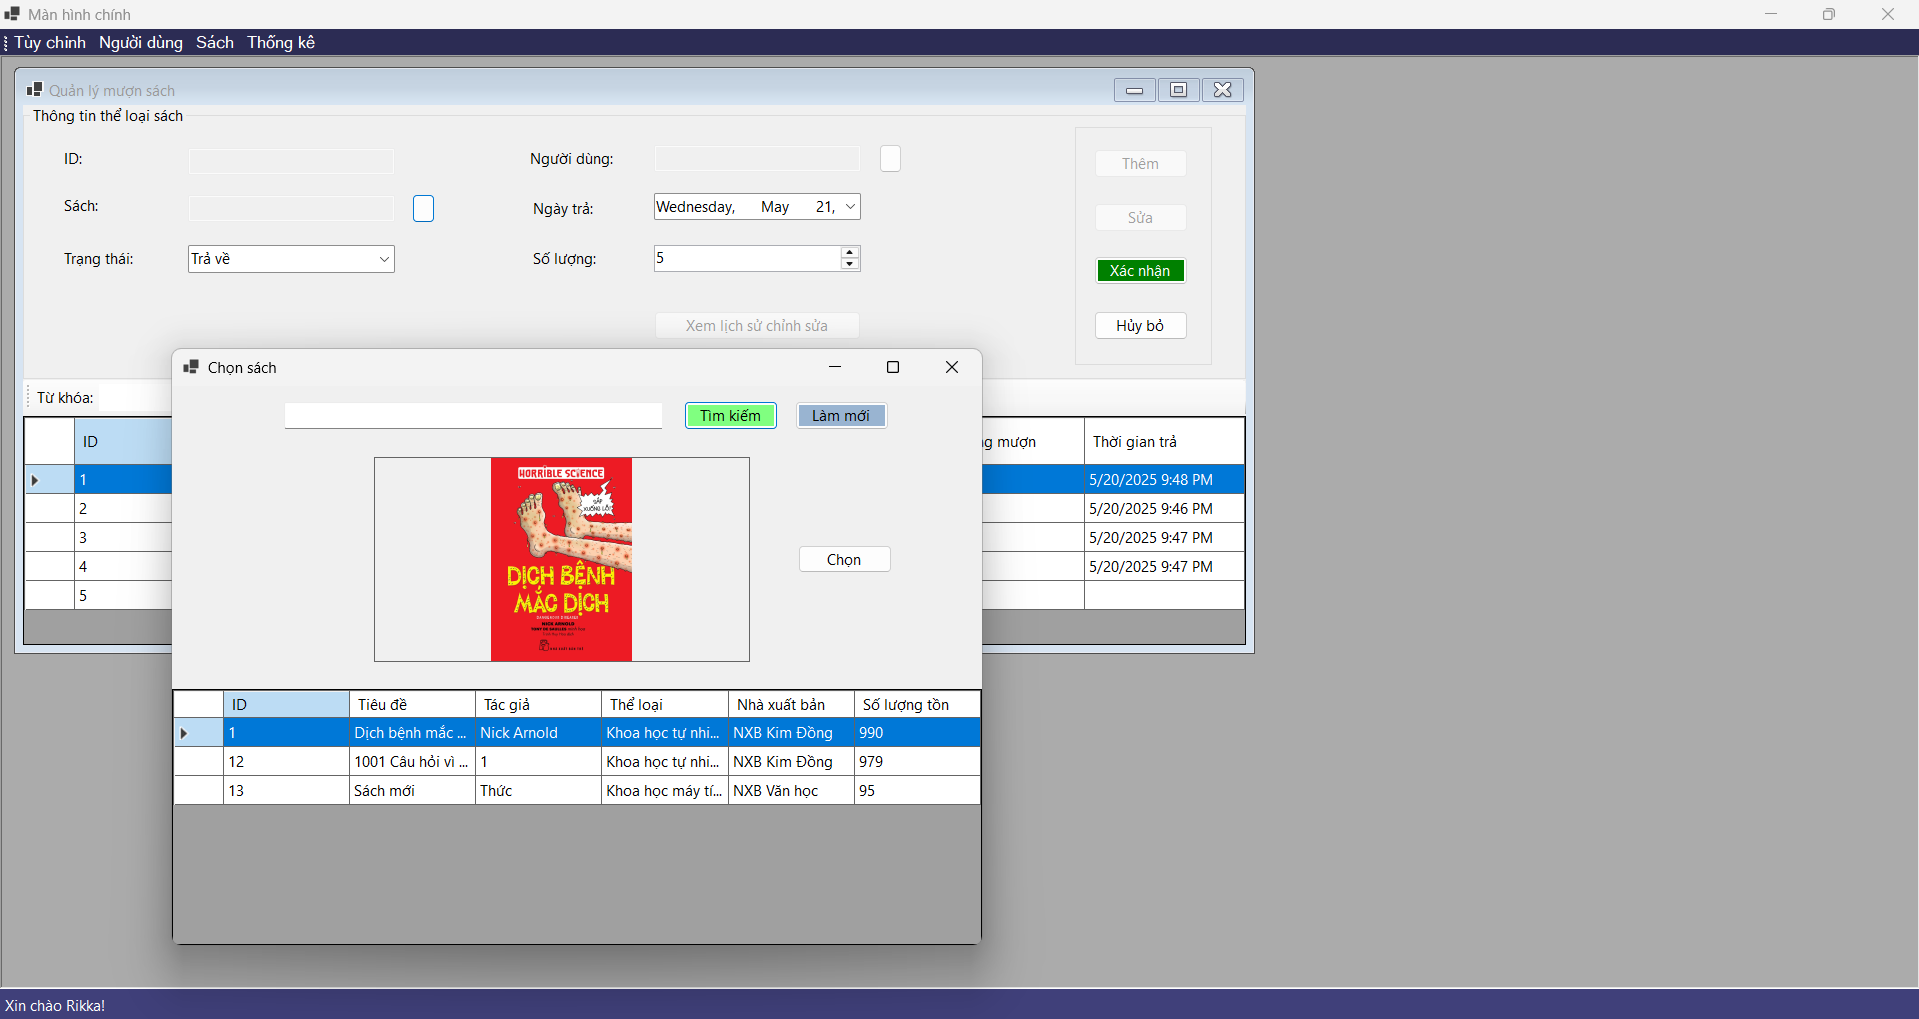 Màn hình chính
Tùy chỉnh Người dùng Sách Thống kê
Quản lý mượn sách
Thông tin thể loại sách
ID:
Người dùng:
Thêm
Sách:
Ngày trả:
Wednesday, May 21,
Sửa
Trạng thái:
Trả về
Số lượng:
5
Xác nhận
Xem lịch sử chỉnh sửa
Hủy bỏ
Từ khóa:
ID
g mượn
Thời gian trả
1
5/20/2025 9:48 PM
2
5/20/2025 9:46 PM
3
5/20/2025 9:47 PM
4
5/20/2025 9:47 PM
5
Chọn sách
Tìm kiếm
Làm mới
HORRIBLE SCIENCE
DỊCH BỆNH
MẮC DỊCH
NICK ARNOLD
Chọn
ID Tiêu đề Tác giả Thể loại Nhà xuất bản Số lượng tồn
1 Dịch bệnh mắc ... Nick Arnold Khoa học tự nhi... NXB Kim Đồng 990
12 1001 Câu hỏi vì ... 1 Khoa học tự nhi... NXB Kim Đồng 979
13 Sách mới Thức Khoa học máy tí... NXB Văn học 95
Xin chào Rikka!